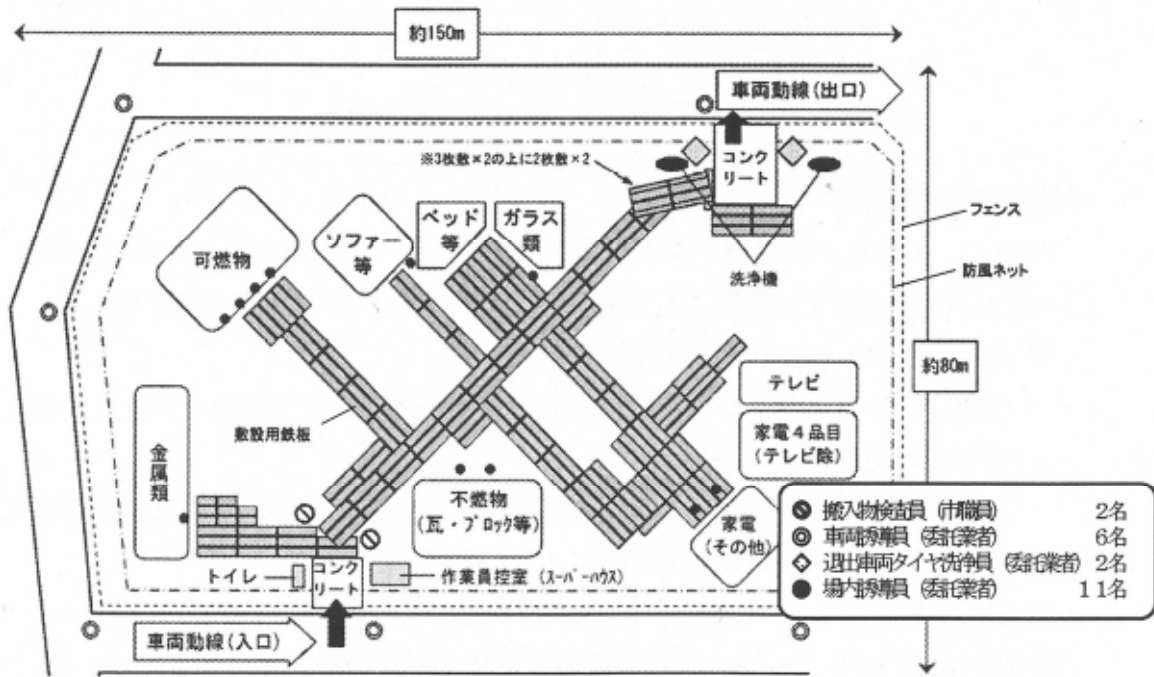 約150m
車両動線(出口)
※3枚敷×2の上に2枚敷×2
コンク
リート
フェンス
防風ネット
洗浄機
ベッド
等
ガラス
類
ソファー
等
可燃物
約80m
テレビ
家電4品目
(テレビ除)
敷設用鉄板
金属類
不燃物
(瓦・ブロック等)
家電
(その他)
搬入物検査員(市職員) 2名
車両誘導員(委託業者) 6名
退出車両タイヤ洗浄員(委託業者) 2名
場内誘導員(委託業者) 11名
トイレ
コンク
リート
作業員控室(スーパーハウス)
車両動線(入口)